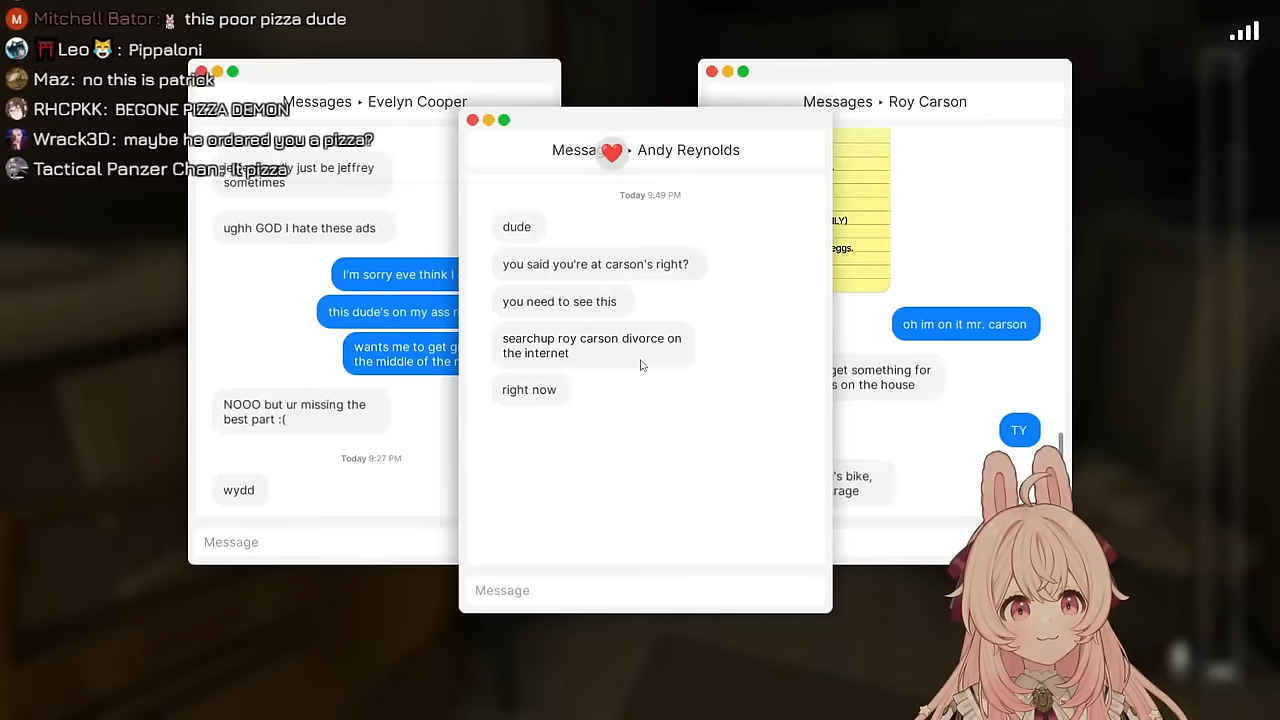 Mitchell Bator: this poor pizza dude
Leo : Pippaloni
Maz: no this is patrick
RHCPKK: BEGONE PIZZA DEMON
Wrack3D: maybe he ordered you a pizza?
Tactical Panzer Chan: it pizza
Messages ▸ Evelyn Cooper
just be jeffrey
sometimes
ughh GOD I hate these ads
I'm sorry eve think I
this dude's on my ass
wants me to get
the middle of the
NOOO but ur missing the
best part :(
Today 9:27 PM
wydd
Message
Messa ▸ Andy Reynolds
Today 9:49 PM
dude
you said you're at carson's right?
you need to see this
searchup roy carson divorce on
the internet
right now
Message
Messages ▸ Roy Carson
ILY)
eggs.
oh im on it mr. carson
get something for
s on the house
TY
's bike,
rage